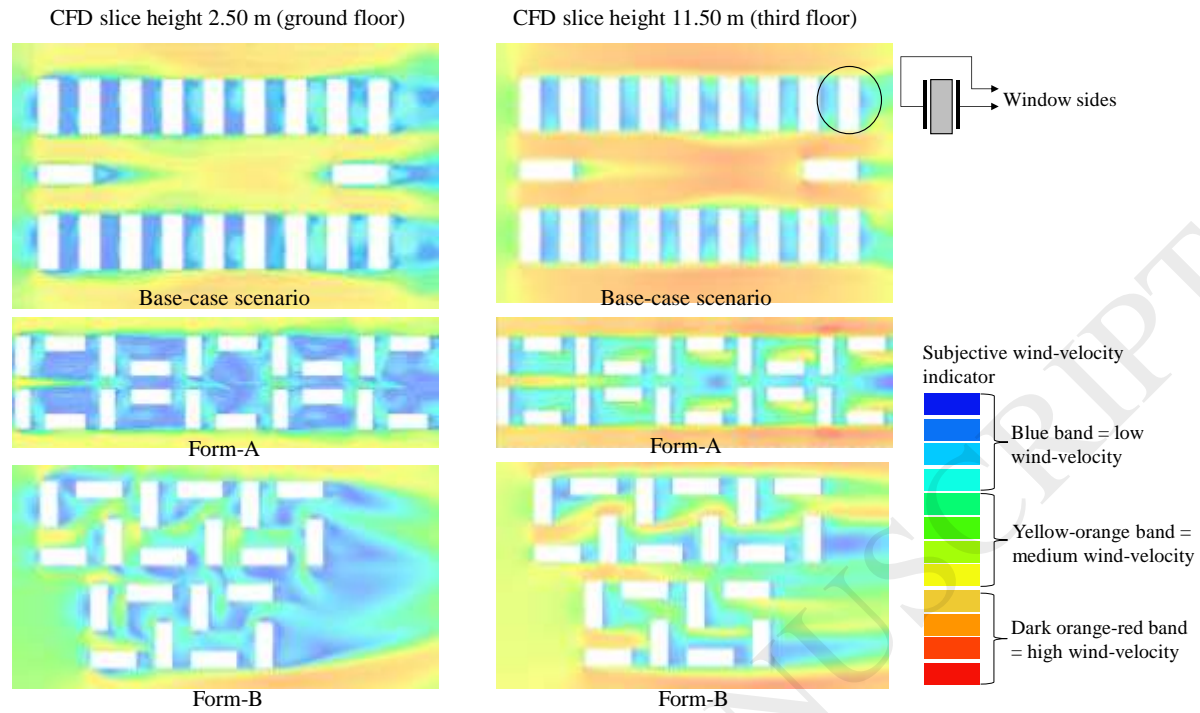 CFD slice height 2.50 m (ground floor)
CFD slice height 11.50 m (third floor)
Window sides
Base-case scenario
Base-case scenario
Form-A
Form-A
Form-B
Form-B
Subjective wind-velocity
indicator
Blue band = low
wind-velocity
Yellow-orange band =
medium wind-velocity
Dark orange-red band
= high wind-velocity
NUSCRIPT